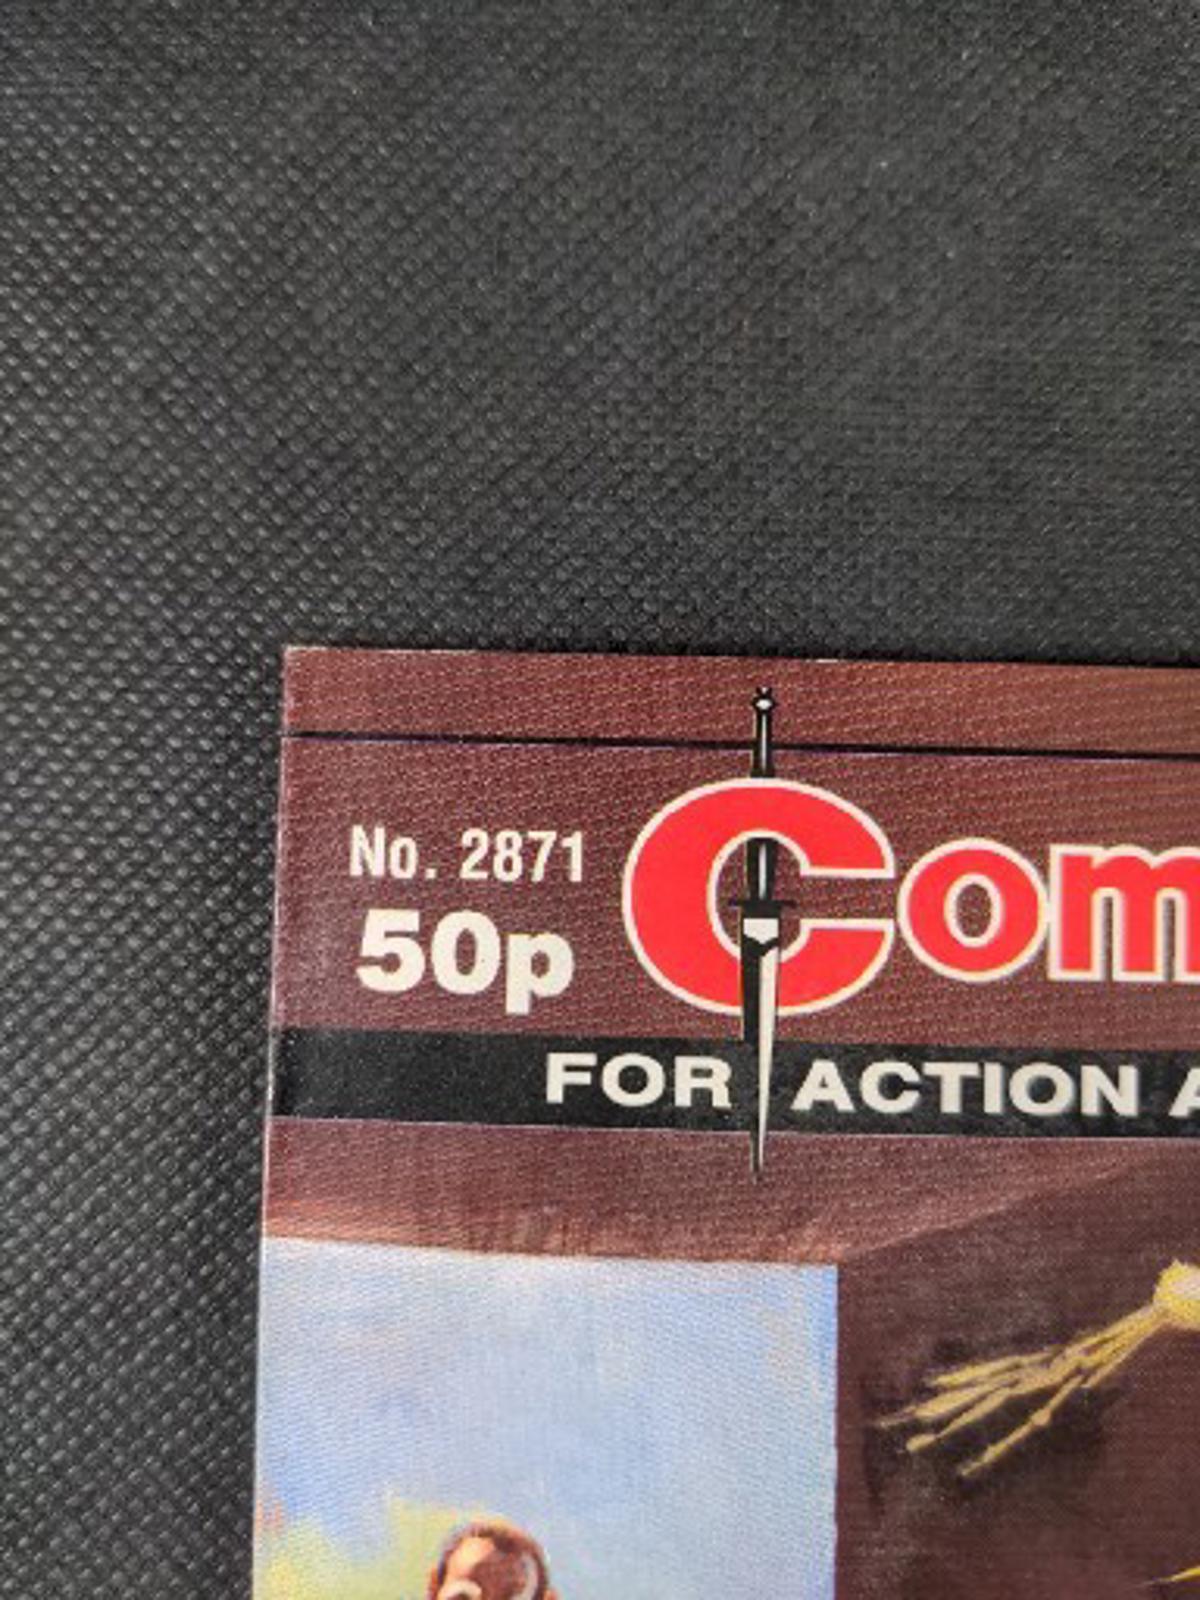 No. 2871
50p
Com
FOR ACTION A